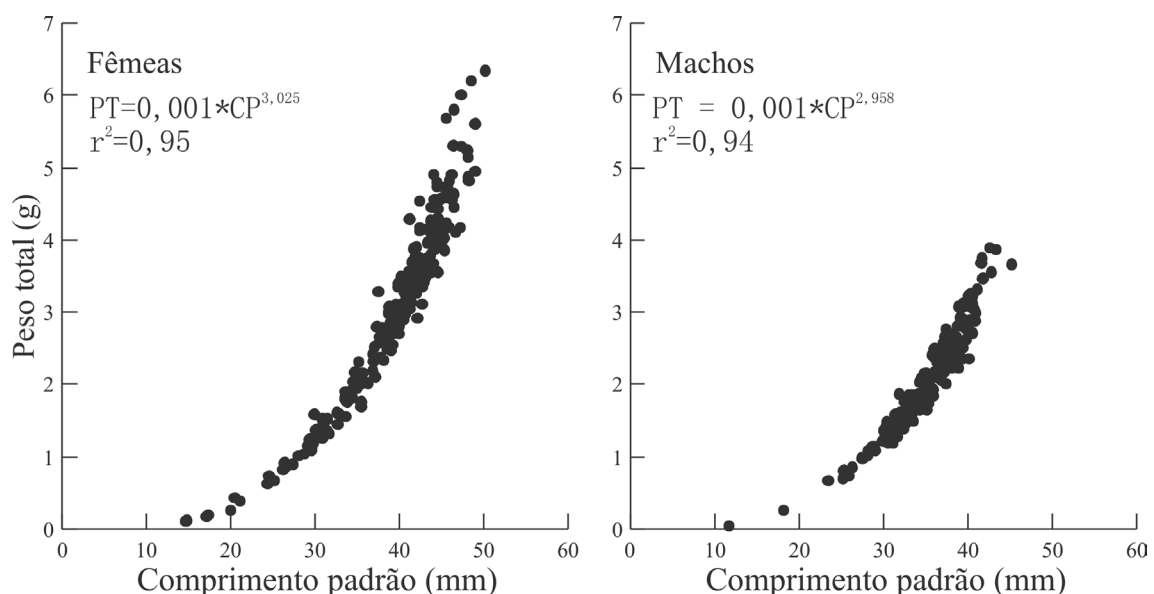 Fêmeas
PT=0,001*CP^3,025
r²=0,95
Peso total (g)
7
6
5
4
3
2
1
0
0 10 20 30 40 50 60
Comprimento padrão (mm)
Machos
PT = 0,001*CP^2,958
r²=0,94
7
6
5
4
3
2
1
0
0 10 20 30 40 50 60
Comprimento padrão (mm)